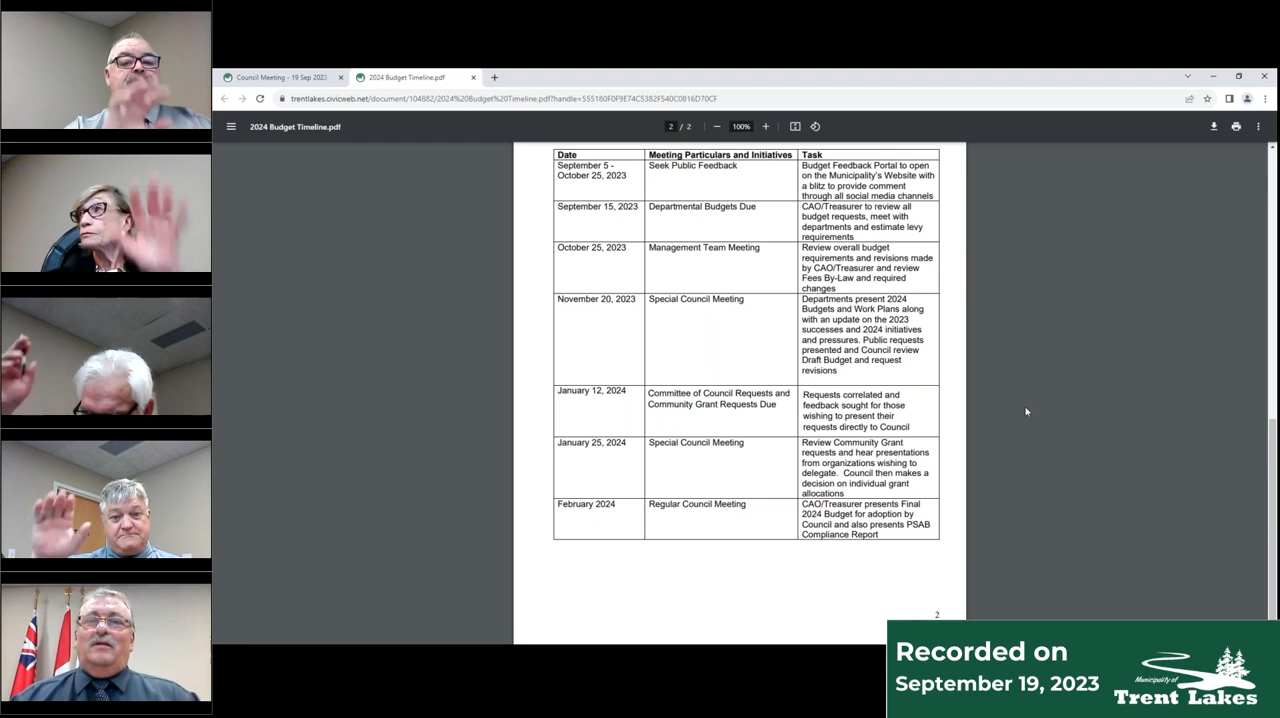 Council Meeting - 19 Sep 2023
2024 Budget Timeline.pdf
trentlakes.civicweb.net/document/104882/2024%20Budget%20Timeline.pdf?handle=555180F0F9E74C5382F540C0816D70CF
2024 Budget Timeline.pdf
2 / 2
100%
Date Meeting Particulars and Initiatives Task
September 5 -
October 25, 2023
Seek Public Feedback
Budget Feedback Portal to open
on the Municipality's Website with
a blitz to provide comment
through all social media channels
September 15, 2023
Departmental Budgets Due
CAO/Treasurer to review all
budget requests, meet with
departments and estimate levy
requirements
October 25, 2023
Management Team Meeting
Review overall budget
requirements and revisions made
by CAO/Treasurer and review
Fees By-Law and required
changes
November 20, 2023
Special Council Meeting
Departments present 2024
Budgets and Work Plans along
with an update on the 2023
successes and 2024 initiatives
and pressures. Public requests
presented and Council review
Draft Budget and request
revisions
January 12, 2024
Committee of Council Requests and
Community Grant Requests Due
Requests correlated and
feedback sought for those
wishing to present their
requests directly to Council
January 25, 2024
Special Council Meeting
Review Community Grant
requests and hear presentations
from organizations wishing to
delegate. Council then makes a
decision on individual grant
allocations
February 2024
Regular Council Meeting
CAO/Treasurer presents Final
2024 Budget for adoption by
Council and also presents PSAB
Compliance Report
2
Recorded on
September 19, 2023
Municipality of
Trent Lakes